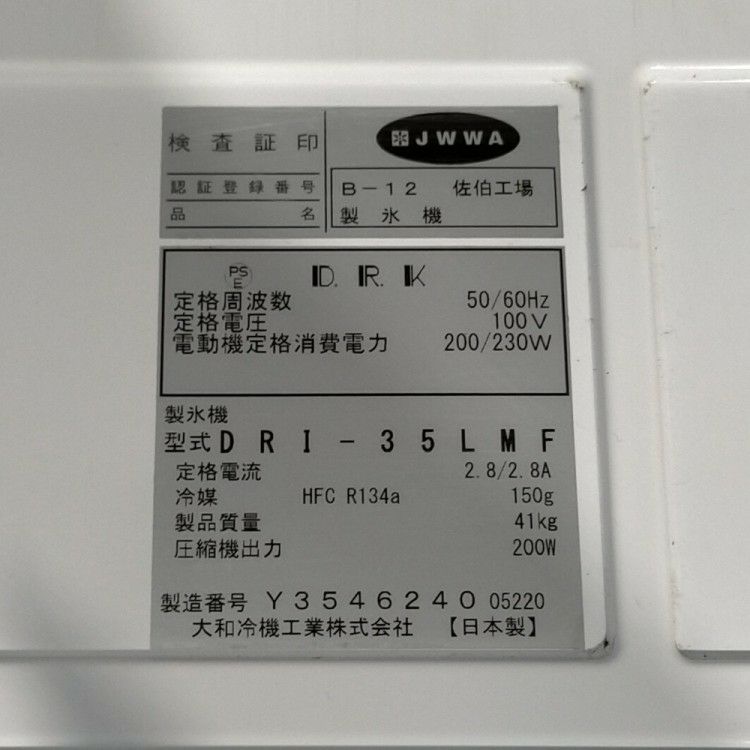 検査証印
JWWA
認証登録番号
B-12 佐伯工場
品名
製氷機
PSE
D.R.K
定格周波数 50/60Hz
定格電圧 100V
電動機定格消費電力 200/230W
製氷機
型式DRI-35LMF
定格電流 2.8/2.8A
冷媒 HFC R134a 150g
製品質量 41kg
圧縮機出力 200W
製造番号 Y3546240 05220
大和冷機工業株式会社 【日本製】